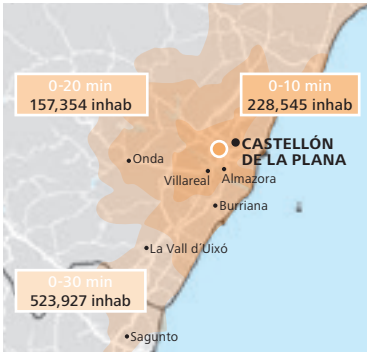 0-20 min
157,354 inhab
0-10 min
228,545 inhab
CASTELLÓN
DE LA PLANA
Onda
Villareal
Almazora
Burriana
La Vall d´Uixó
0-30 min
523,927 inhab
Sagunto